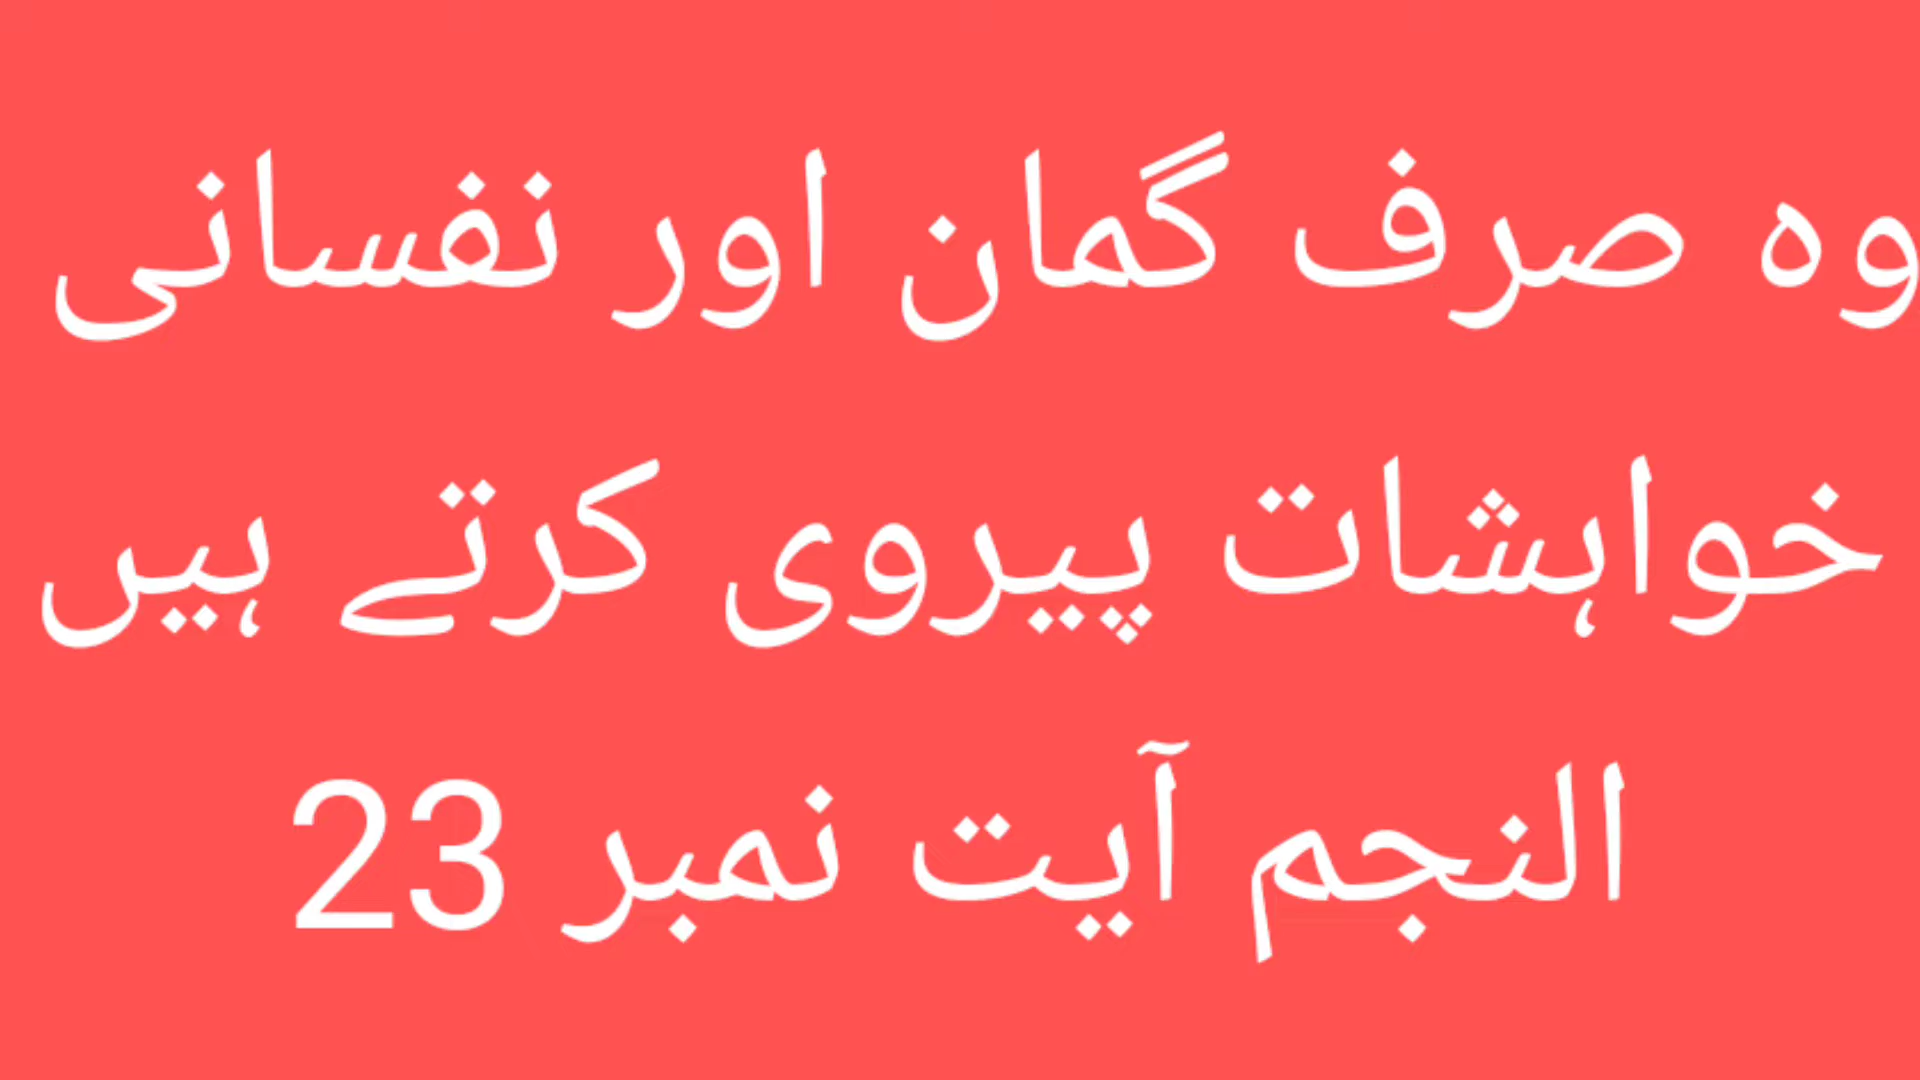 وہ صرف گمان اور نفسانی
خواہشات پیروی کرتے ہیں
النجم آیت نمبر 23